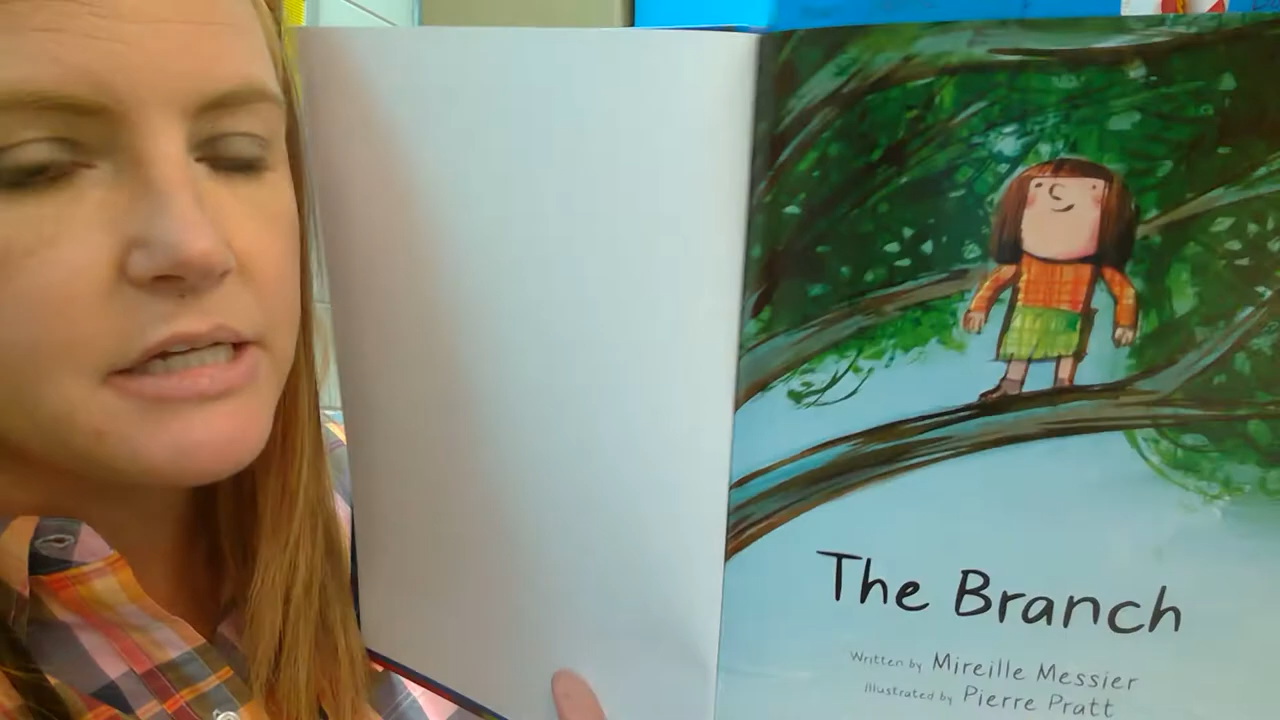 The Branch
Written by Mireille Messier
Illustrated by Pierre Pratt